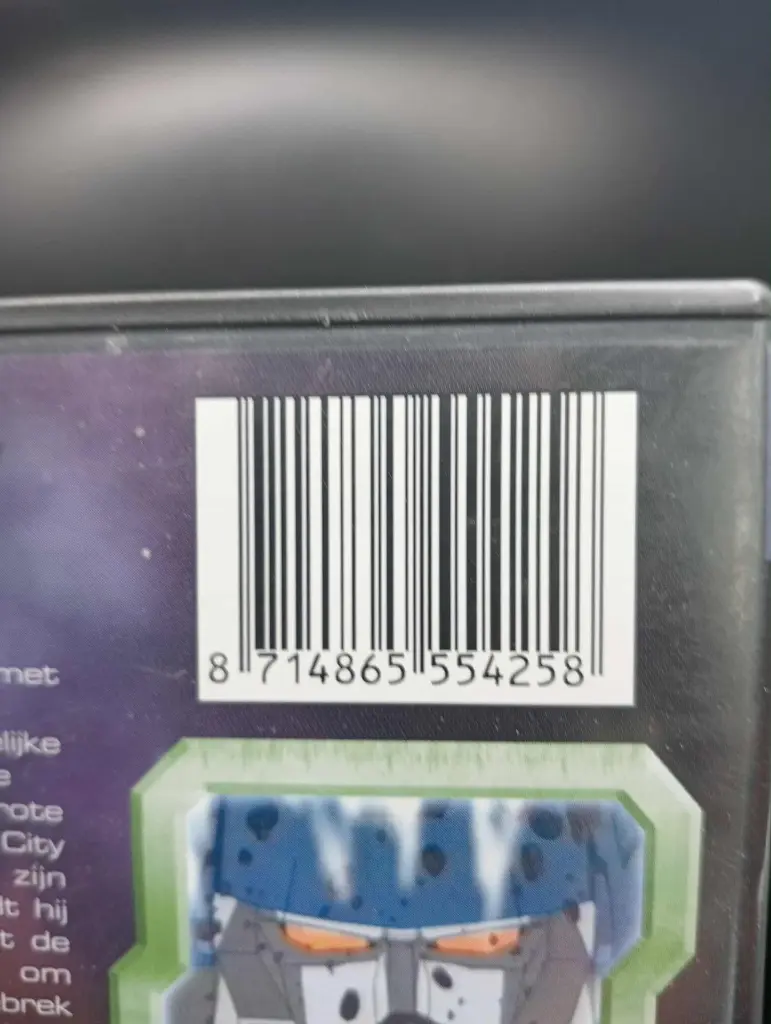 8 714865 554258
met
elijke
e
rote
City
zijn
lt hij
t de
om
brek